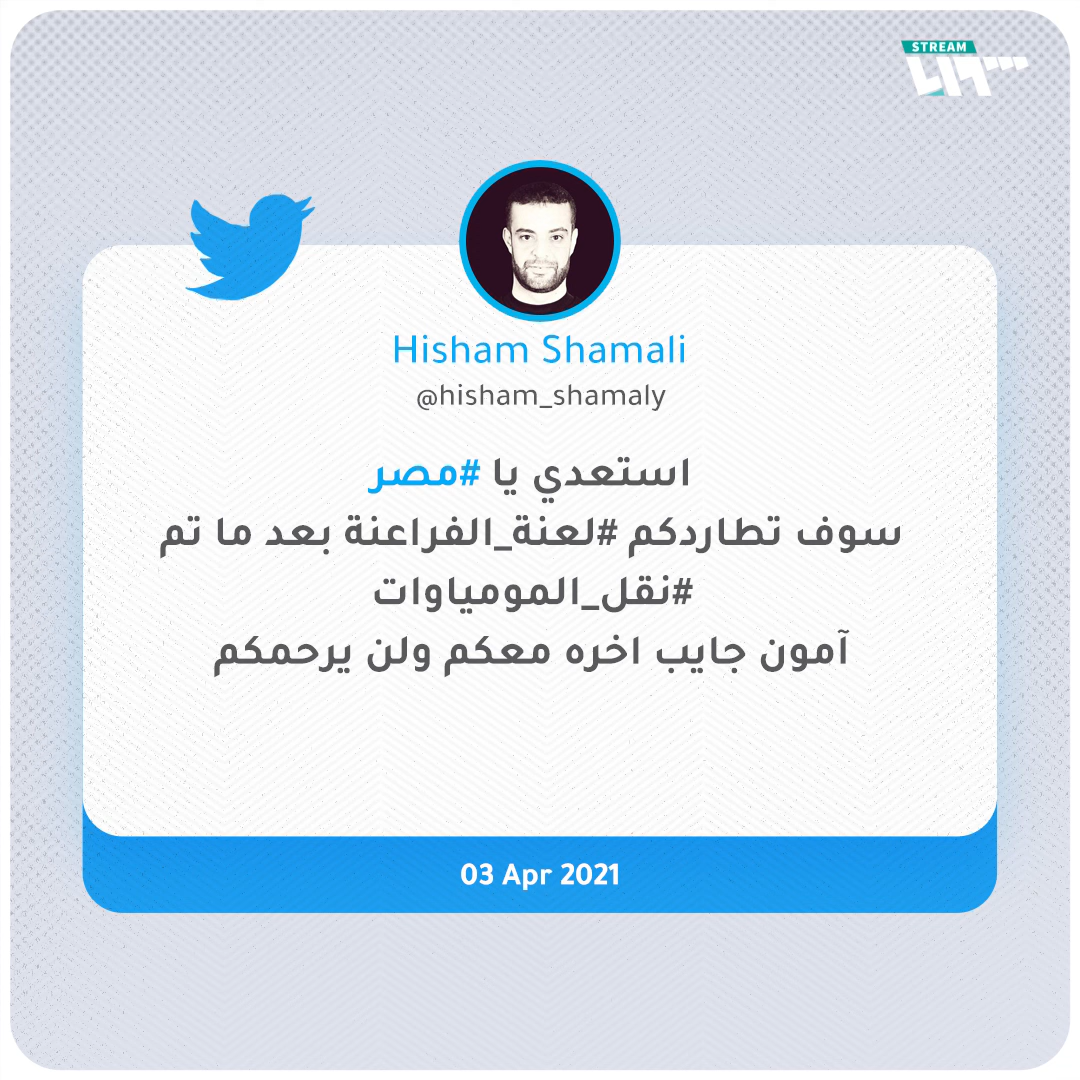 STREAM
Hisham Shamali
@hisham_shamaly
استعدي يا #مصر
سوف تطاردكم #لعنة_الفراعنة بعد ما تم
#نقل_المومياوات
آمون جايب اخره معكم ولن يرحمكم
03 Apr 2021